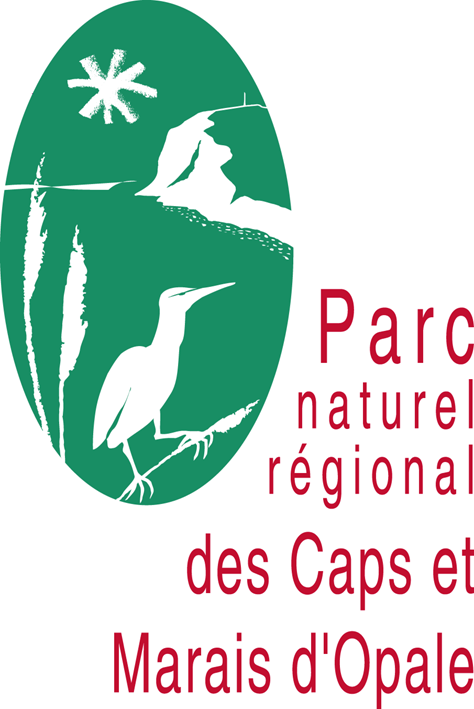 Parc
naturel
régional
des Caps et
Marais d'Opale